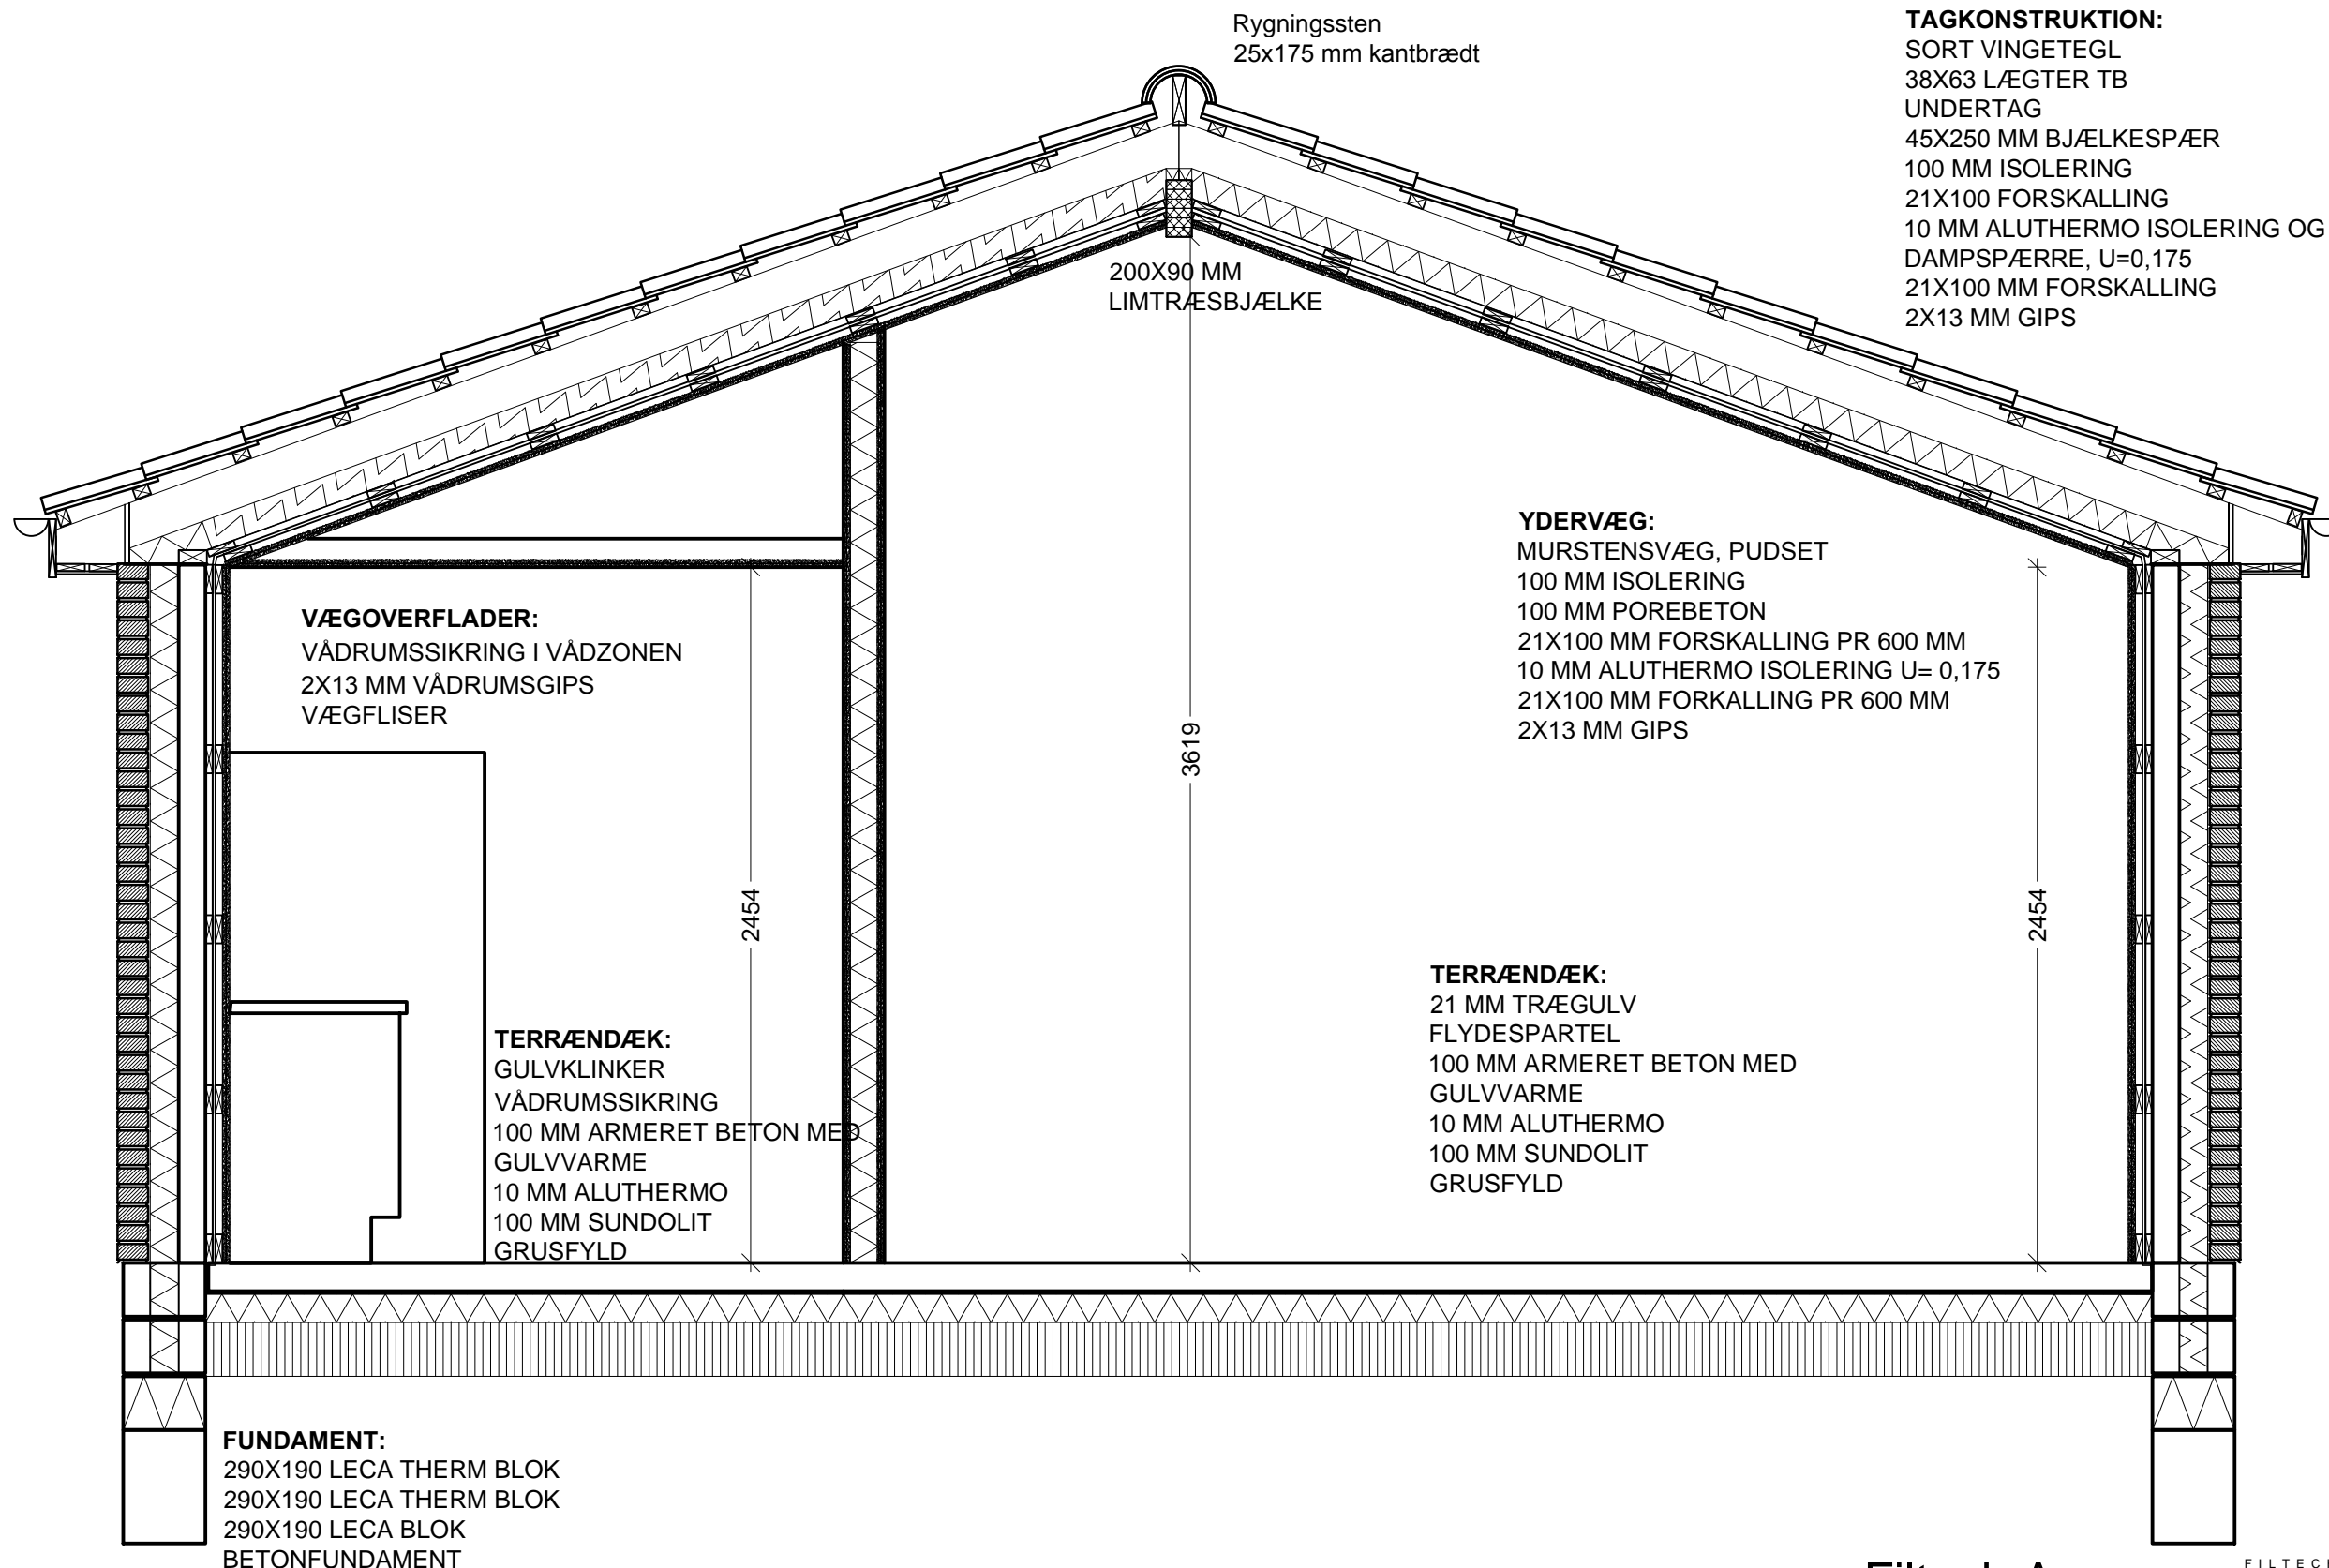 Rygningssten
25x175 mm kantbrædt
TAGKONSTRUKTION:
SORT VINGETEGL
38X63 LÆGTER TB
UNDERTAG
45X250 MM BJÆLKESPÆR
100 MM ISOLERING
21X100 FORSKALLING
10 MM ALUTHERMO ISOLERING OG
DAMPSPÆRRE, U=0,175
21X100 MM FORSKALLING
2X13 MM GIPS
200X90 MM
LIMTRÆSBJÆLKE
YDERVÆG:
MURSTENSVÆG, PUDSET
100 MM ISOLERING
100 MM POREBETON
21X100 MM FORSKALLING PR 600 MM
10 MM ALUTHERMO ISOLERING U= 0,175
21X100 MM FORKALLING PR 600 MM
2X13 MM GIPS
VÆGOVERFLADER:
VÅDRUMSSIKRING I VÅDZONEN
2X13 MM VÅDRUMSGIPS
VÆGFLISER
3619
2454
2454
TERRÆNDÆK:
21 MM TRÆGULV
FLYDESPARTEL
100 MM ARMERET BETON MED
GULVVARME
10 MM ALUTHERMO
100 MM SUNDOLIT
GRUSFYLD
TERRÆNDÆK:
GULVKLINKER
VÅDRUMSSIKRING
100 MM ARMERET BETON MED
GULVVARME
10 MM ALUTHERMO
100 MM SUNDOLIT
GRUSFYLD
FUNDAMENT:
290X190 LECA THERM BLOK
290X190 LECA THERM BLOK
290X190 LECA BLOK
BETONFUNDAMENT